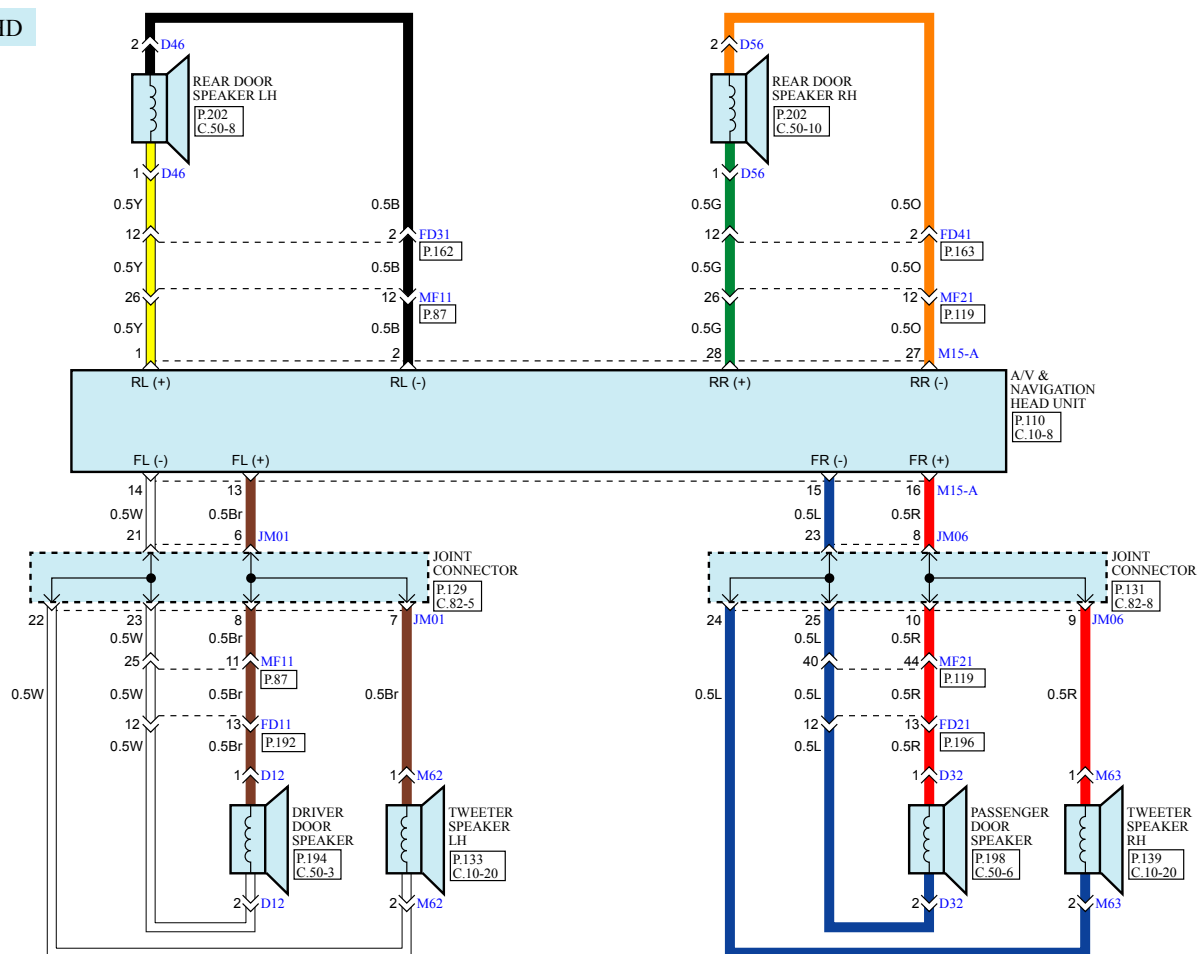 ID
2 D46
2 D56
REAR DOOR
SPEAKER LH
P.202
C.50-8
REAR DOOR
SPEAKER RH
P.202
C.50-10
1 D46
1 D56
0.5Y 0.5B 0.5G 0.5O
12 2 FD31 12 2 FD41
P.162 P.163
0.5Y 0.5B 0.5G 0.5O
26 12 MF11 26 12 MF21
P.87 P.119
0.5Y 0.5B 0.5G 0.5O
1 2 28 27 M15-A
RL (+) RL (-) RR (+) RR (-)
A/V &
NAVIGATION
HEAD UNIT
P.110
C.10-8
FL (-) FL (+) FR (-) FR (+)
14 13 15 16 M15-A
0.5W 0.5Br 0.5L 0.5R
21 6 JM01 23 8 JM06
JOINT
CONNECTOR
P.129
C.82-5
JOINT
CONNECTOR
P.131
C.82-8
22 23 8 7 JM01 24 25 10 9 JM06
0.5W 0.5Br 0.5L 0.5R
25 11 MF11 40 44 MF21
P.87 P.119
0.5W 0.5W 0.5Br 0.5Br 0.5L 0.5L 0.5R 0.5R
12 13 FD11 12 13 FD21
P.192 P.196
0.5W 0.5Br 0.5L 0.5R
1 D12 1 M62 1 D32 1 M63
DRIVER
DOOR
SPEAKER
P.194
C.50-3
TWEETER
SPEAKER
LH
P.133
C.10-20
PASSENGER
DOOR
SPEAKER
P.198
C.50-6
TWEETER
SPEAKER
RH
P.139
C.10-20
2 D12 2 M62 2 D32 2 M63